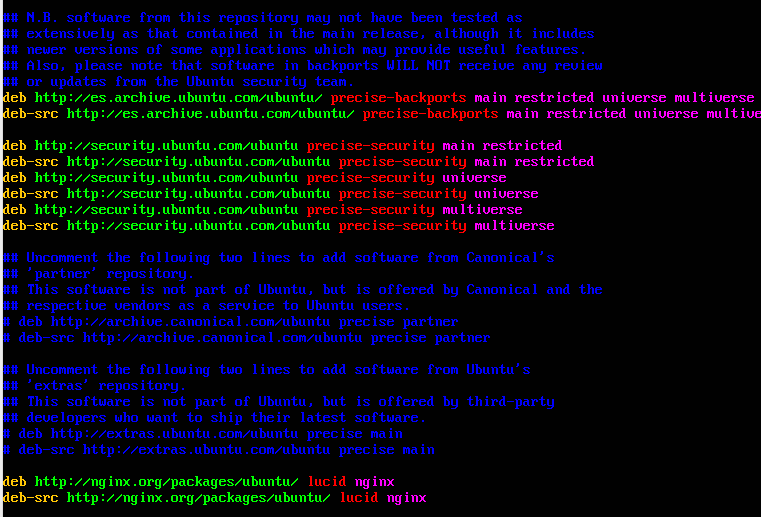 ## N.B. software from this repository may not have been tested as
## extensively as that contained in the main release, although it includes
## newer versions of some applications which may provide useful features.
## Also, please note that software in backports WILL NOT receive any review
## or updates from the Ubuntu security team.
deb http://es.archive.ubuntu.com/ubuntu/ precise-backports main restricted universe multiverse
deb-src http://es.archive.ubuntu.com/ubuntu/ precise-backports main restricted universe multive
deb http://security.ubuntu.com/ubuntu precise-security main restricted
deb-src http://security.ubuntu.com/ubuntu precise-security main restricted
deb http://security.ubuntu.com/ubuntu precise-security universe
deb-src http://security.ubuntu.com/ubuntu precise-security universe
deb http://security.ubuntu.com/ubuntu precise-security multiverse
deb-src http://security.ubuntu.com/ubuntu precise-security multiverse
## Uncomment the following two lines to add software from Canonical's
## 'partner' repository.
## This software is not part of Ubuntu, but is offered by Canonical and the
## respective vendors as a service to Ubuntu users.
# deb http://archive.canonical.com/ubuntu precise partner
# deb-src http://archive.canonical.com/ubuntu precise partner
## Uncomment the following two lines to add software from Ubuntu's
## 'extras' repository.
## This software is not part of Ubuntu, but is offered by third-party
## developers who want to ship their latest software.
# deb http://extras.ubuntu.com/ubuntu precise main
# deb-src http://extras.ubuntu.com/ubuntu precise main
deb http://nginx.org/packages/ubuntu/ lucid nginx
deb-src http://nginx.org/packages/ubuntu/ lucid nginx